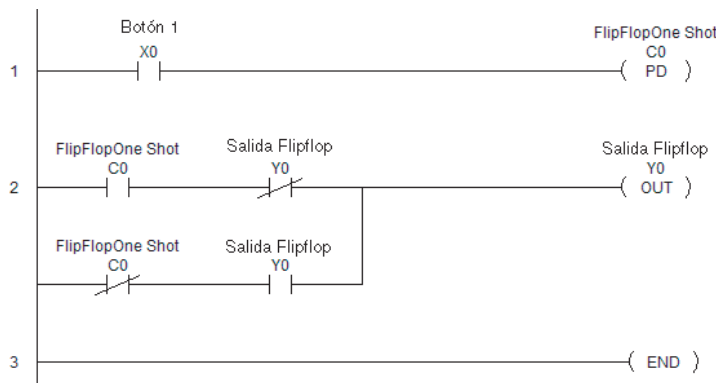 Botón 1
X0
FlipFlopOne Shot
C0
1
PD
FlipFlopOne Shot
C0
Salida Flipflop
Y0
Salida Flipflop
Y0
2
OUT
FlipFlopOne Shot
C0
Salida Flipflop
Y0
3
END